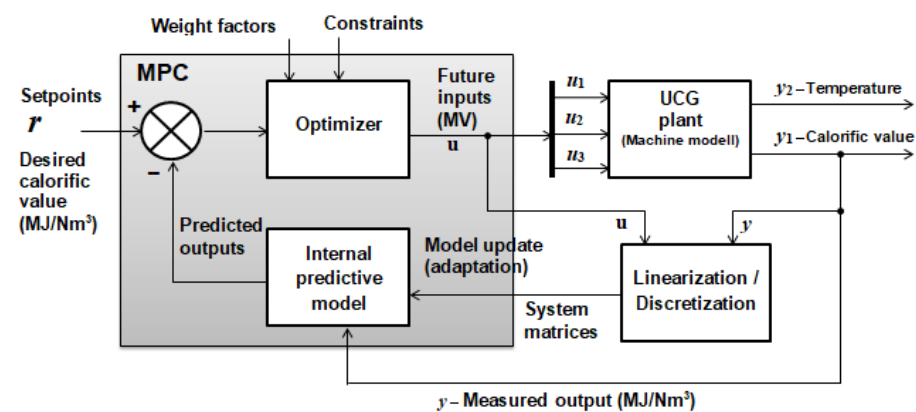 Weight factors
Constraints
MPC
Setpoints
r
Desired
calorific
value
(MJ/Nm³)
+
−
Optimizer
Future
inputs
(MV)
u
u1
u2
u3
UCG
plant
(Machine modell)
y2 – Temperature
y1 – Calorific value
Predicted
outputs
Internal
predictive
model
Model update
(adaptation)
System
matrices
u
y
Linearization /
Discretization
y – Measured output (MJ/Nm³)